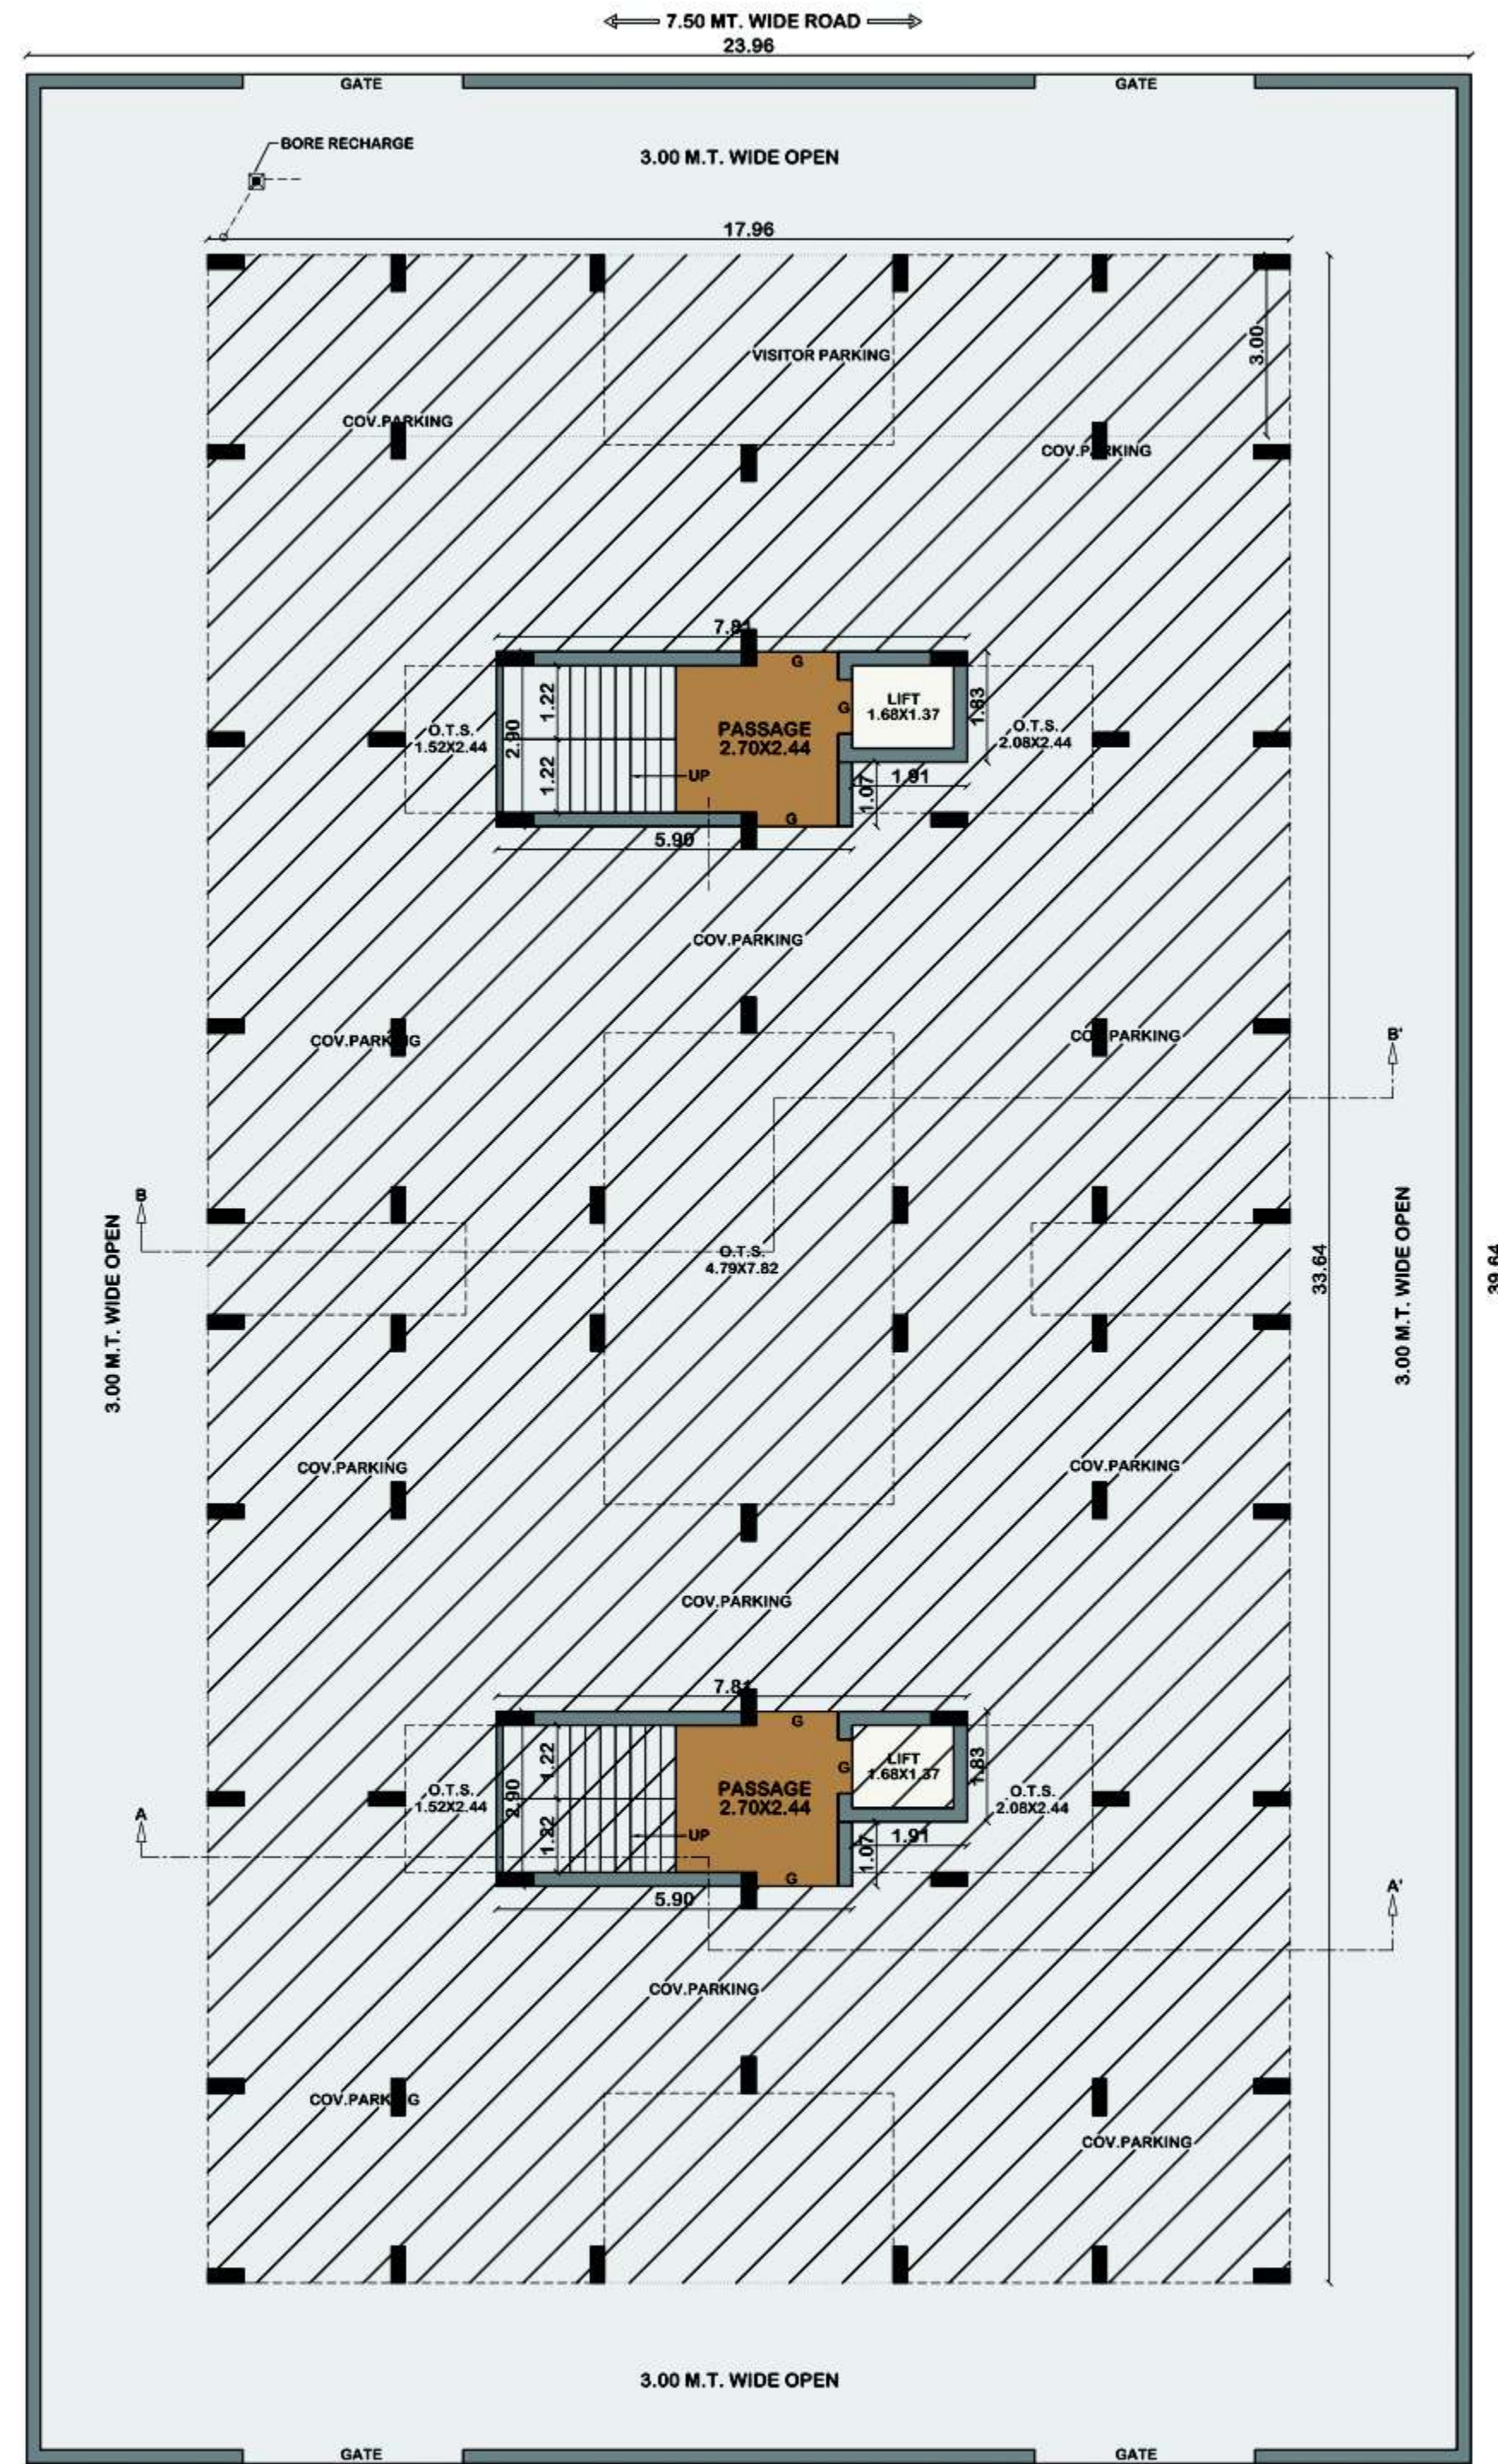 7.50 MT. WIDE ROAD
23.96
GATE
GATE
BORE RECHARGE
3.00 M.T. WIDE OPEN
17.96
3.00
VISITOR PARKING
COV.PARKING
COV.PARKING
7.81
G
1.22
LIFT
1.68X1.37
1.83
G
2.90
O.T.S.
1.52X2.44
PASSAGE
2.70X2.44
O.T.S.
2.08X2.44
1.22
UP
1.07
1.91
G
5.90
COV.PARKING
COV.PARKING
COV.PARKING
B'
B
3.00 M.T. WIDE OPEN
O.T.S.
4.79X7.82
33.64
3.00 M.T. WIDE OPEN
39.64
COV.PARKING
COV.PARKING
COV.PARKING
7.81
G
1.22
LIFT
1.68X1.37
1.83
G
2.90
O.T.S.
1.52X2.44
PASSAGE
2.70X2.44
O.T.S.
2.08X2.44
A
1.22
UP
1.07
1.91
G
A'
5.90
COV.PARKING
COV.PARKING
COV.PARKING
3.00 M.T. WIDE OPEN
GATE
GATE